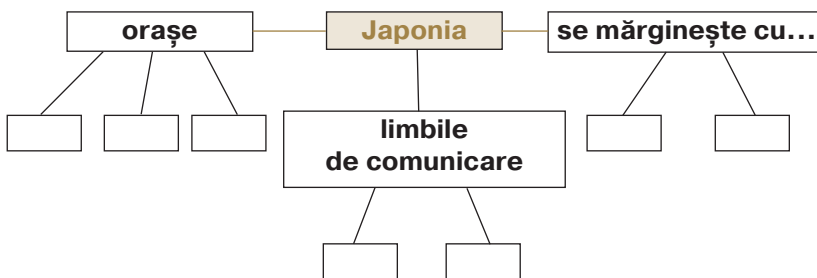 orașe
Japonia
se mărginește cu...
limbile
de comunicare